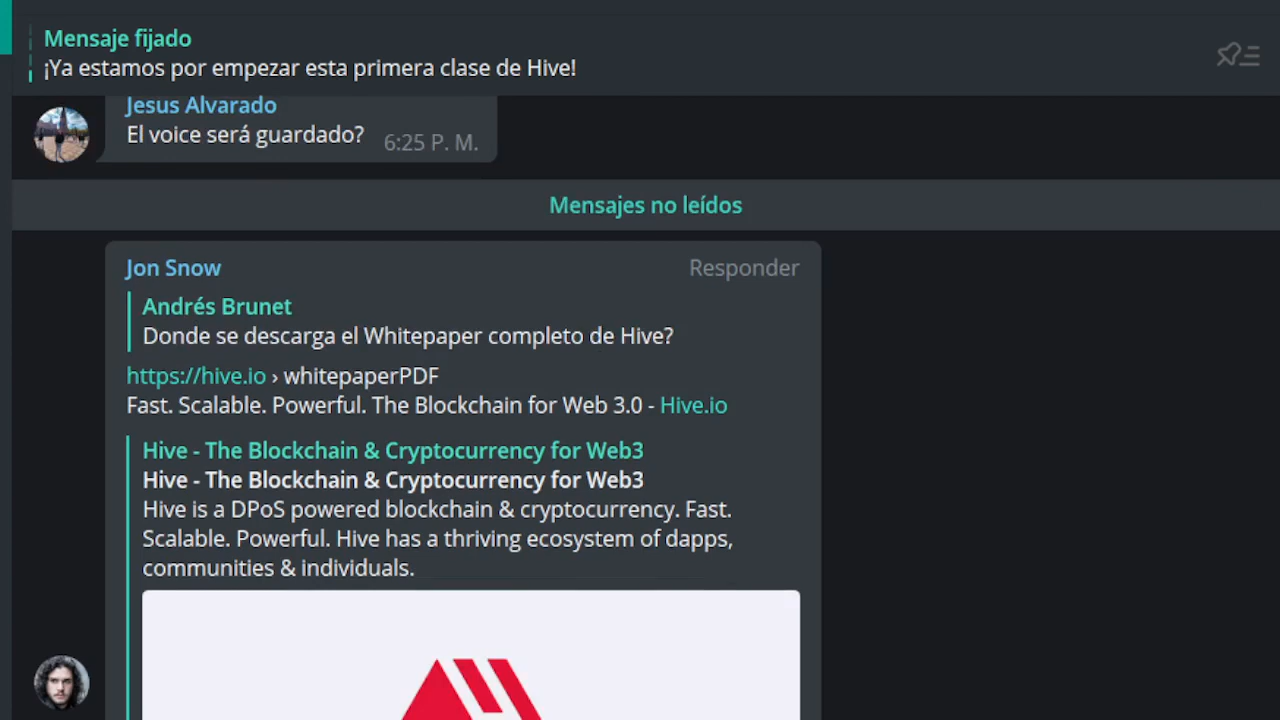 Mensaje fijado
¡Ya estamos por empezar esta primera clase de Hive!
Jesus Alvarado
El voice será guardado? 6:25 P. M.
Mensajes no leídos
Jon Snow Responder
Andrés Brunet
Donde se descarga el Whitepaper completo de Hive?
https://hive.io › whitepaperPDF
Fast. Scalable. Powerful. The Blockchain for Web 3.0 - Hive.io
Hive - The Blockchain & Cryptocurrency for Web3
Hive - The Blockchain & Cryptocurrency for Web3
Hive is a DPoS powered blockchain & cryptocurrency. Fast.
Scalable. Powerful. Hive has a thriving ecosystem of dapps,
communities & individuals.